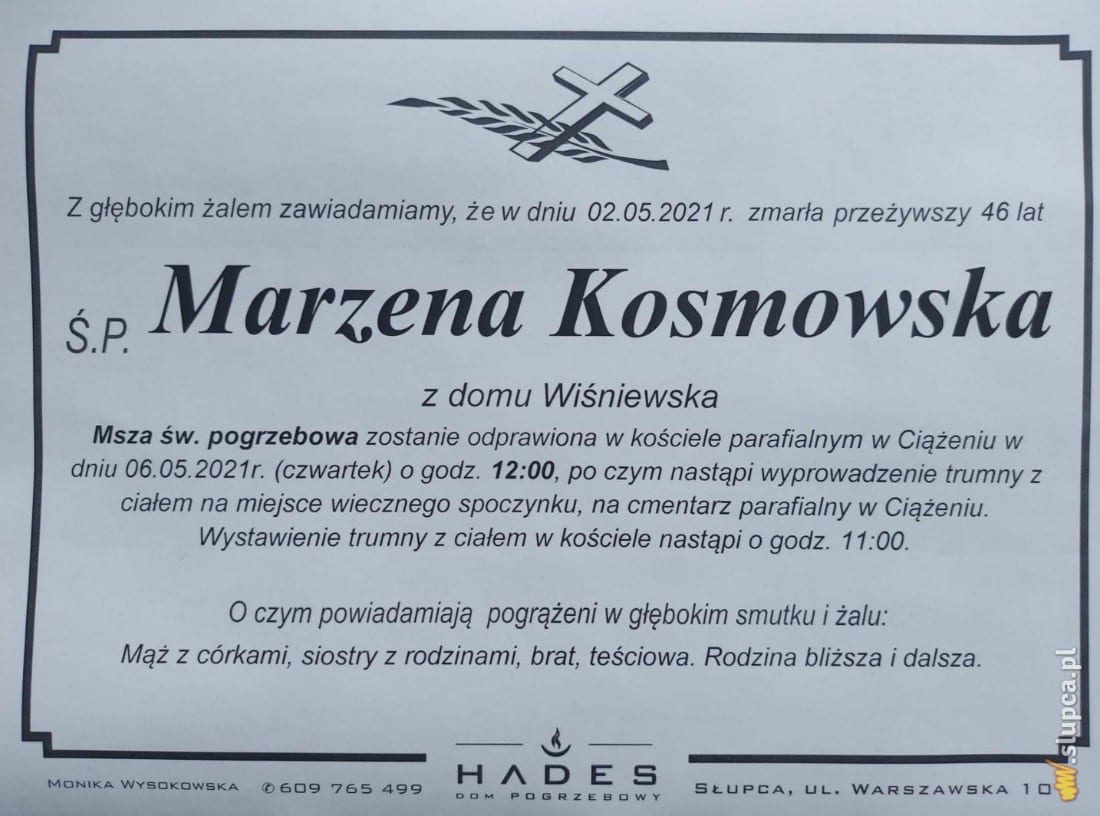 Z głębokim żalem zawiadamiamy, że w dniu 02.05.2021 r. zmarła przeżywszy 46 lat
Ś.P. Marzena Kosmowska
z domu Wiśniewska
Msza św. pogrzebowa zostanie odprawiona w kościele parafialnym w Ciążeniu w
dniu 06.05.2021r. (czwartek) o godz. 12:00, po czym nastąpi wyprowadzenie trumny z
ciałem na miejsce wiecznego spoczynku, na cmentarz parafialny w Ciążeniu.
Wystawienie trumny z ciałem w kościele nastąpi o godz. 11:00.
O czym powiadamiają pogrążeni w głębokim smutku i żalu:
Mąż z córkami, siostry z rodzinami, brat, teściowa. Rodzina bliższa i dalsza.
MONIKA WYSOKOWSKA ✆609 765 499
HADES
DOM POGRZEBOWY
SŁUPCA, UL. WARSZAWSKA 10
ww.slupca.pl